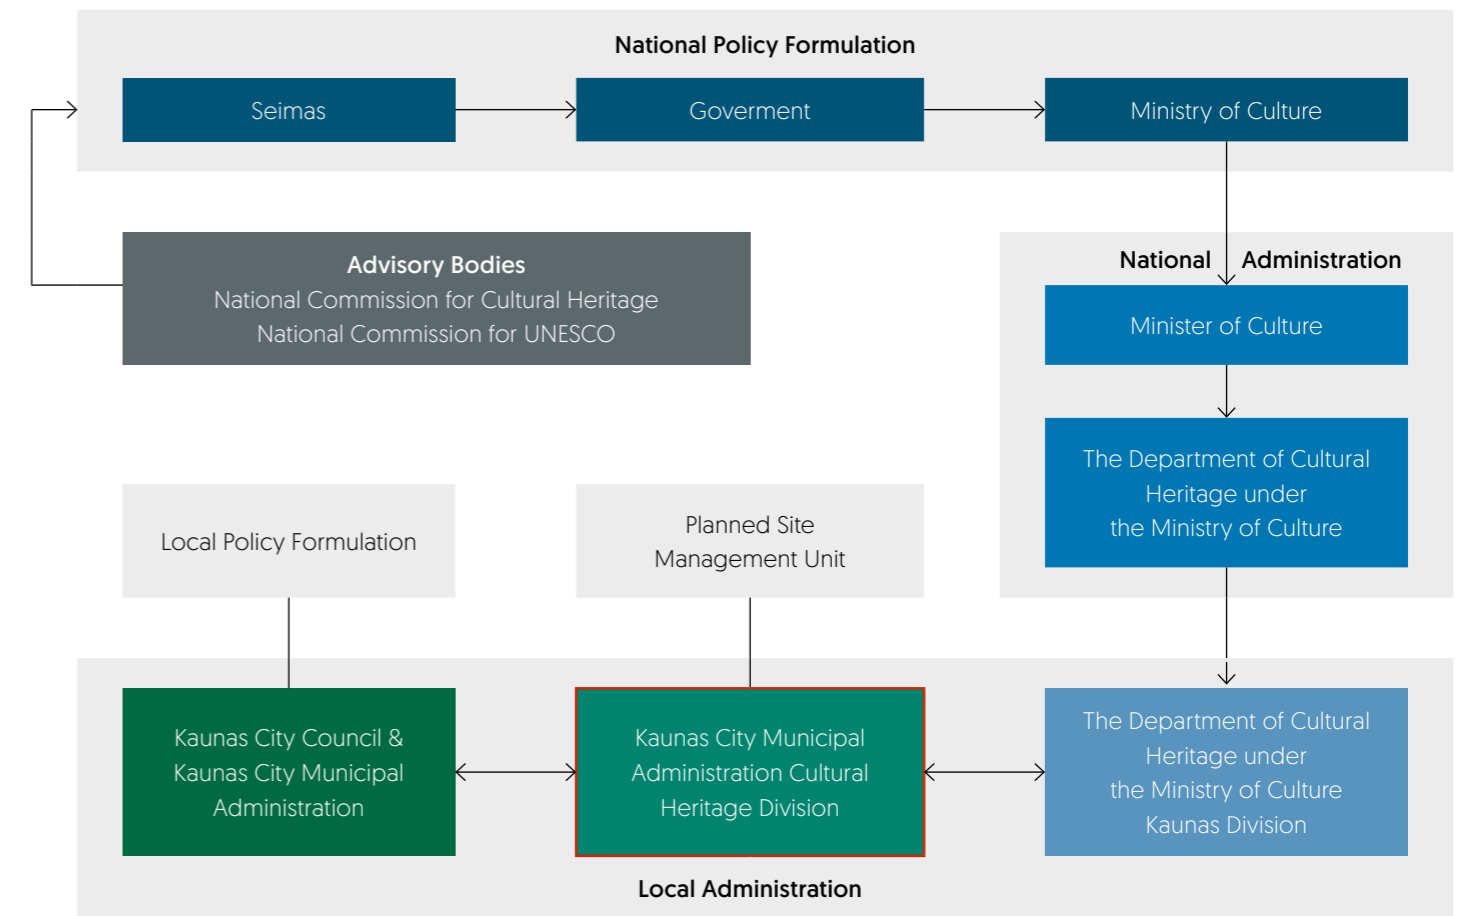 National Policy Formulation
Seimas
Goverment
Ministry of Culture
Advisory Bodies
National Commission for Cultural Heritage
National Commission for UNESCO
National Administration
Minister of Culture
The Department of Cultural
Heritage under
the Ministry of Culture
Local Policy Formulation
Planned Site
Management Unit
Kaunas City Council &
Kaunas City Municipal
Administration
Kaunas City Municipal
Administration Cultural
Heritage Division
The Department of Cultural
Heritage under
the Ministry of Culture
Kaunas Division
Local Administration